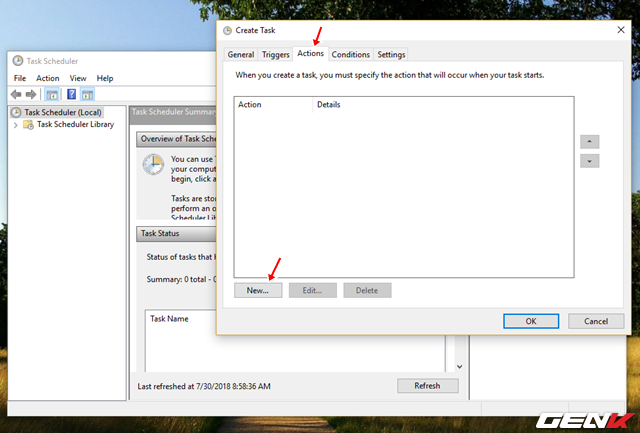 Task Scheduler
File Action View Help
Task Scheduler (Local)
Task Scheduler Library
Task Scheduler Summary
Overview of Task Sche
You can use
your compute
begin, click a
Tasks are stor
perform an o
Scheduler Lib
Task Status
Status of tasks that
Summary: 0 total - 0
Task Name
Last refreshed at 7/30/2018 8:58:36 AM
Refresh
Create Task
General Triggers Actions Conditions Settings
When you create a task, you must specify the action that will occur when your task starts.
Action Details
New... Edit... Delete
OK Cancel
GENK